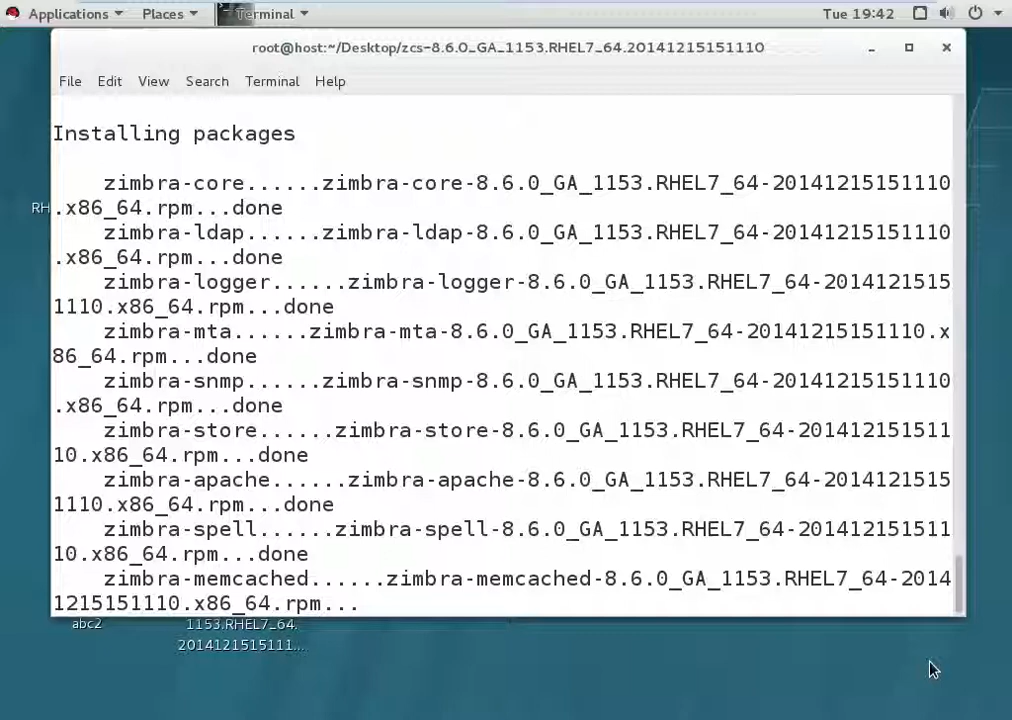 Applications Places Terminal Tue 19:42
root@host:~/Desktop/zcs-8.6.0_GA_1153.RHEL7_64.20141215151110
File Edit View Search Terminal Help
Installing packages
zimbra-core......zimbra-core-8.6.0_GA_1153.RHEL7_64-20141215151110
RH
.x86_64.rpm...done
zimbra-ldap......zimbra-ldap-8.6.0_GA_1153.RHEL7_64-20141215151110
.x86_64.rpm...done
zimbra-logger......zimbra-logger-8.6.0_GA_1153.RHEL7_64-2014121515
1110.x86_64.rpm...done
zimbra-mta......zimbra-mta-8.6.0_GA_1153.RHEL7_64-20141215151110.x
86_64.rpm...done
zimbra-snmp......zimbra-snmp-8.6.0_GA_1153.RHEL7_64-20141215151110
.x86_64.rpm...done
zimbra-store......zimbra-store-8.6.0_GA_1153.RHEL7_64-201412151511
10.x86_64.rpm...done
zimbra-apache......zimbra-apache-8.6.0_GA_1153.RHEL7_64-2014121515
1110.x86_64.rpm...done
zimbra-spell......zimbra-spell-8.6.0_GA_1153.RHEL7_64-201412151511
10.x86_64.rpm...done
zimbra-memcached......zimbra-memcached-8.6.0_GA_1153.RHEL7_64-2014
1215151110.x86_64.rpm...
abc2
1153.RHEL7_64.
2014121515111...